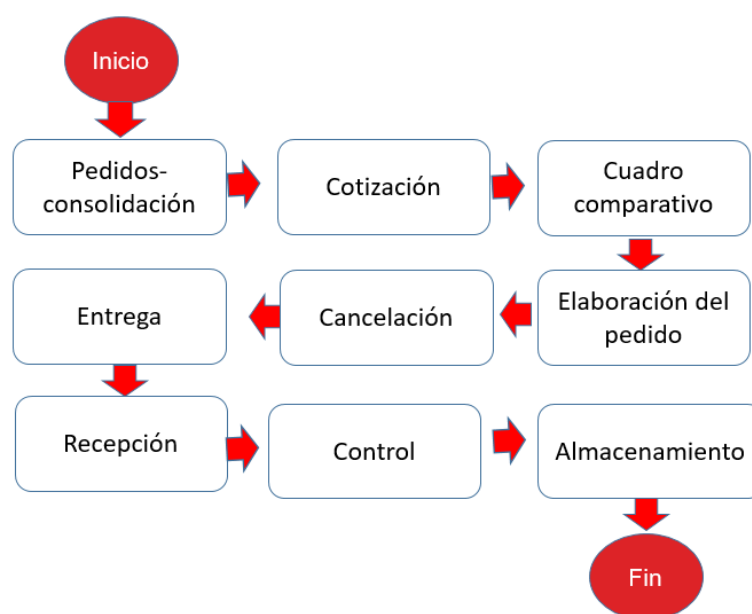 Inicio
Pedidos-
consolidación
Cotización
Cuadro
comparativo
Elaboración del
pedido
Cancelación
Entrega
Recepción
Control
Almacenamiento
Fin